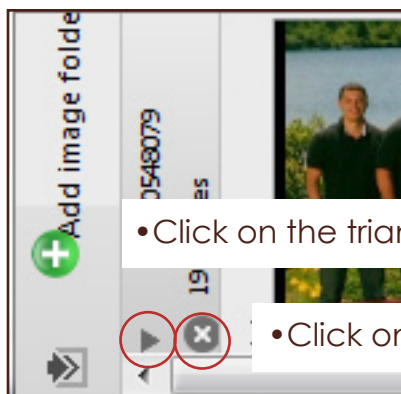 Add image folde
0548079
19
es
•Click on the trian
•Click on